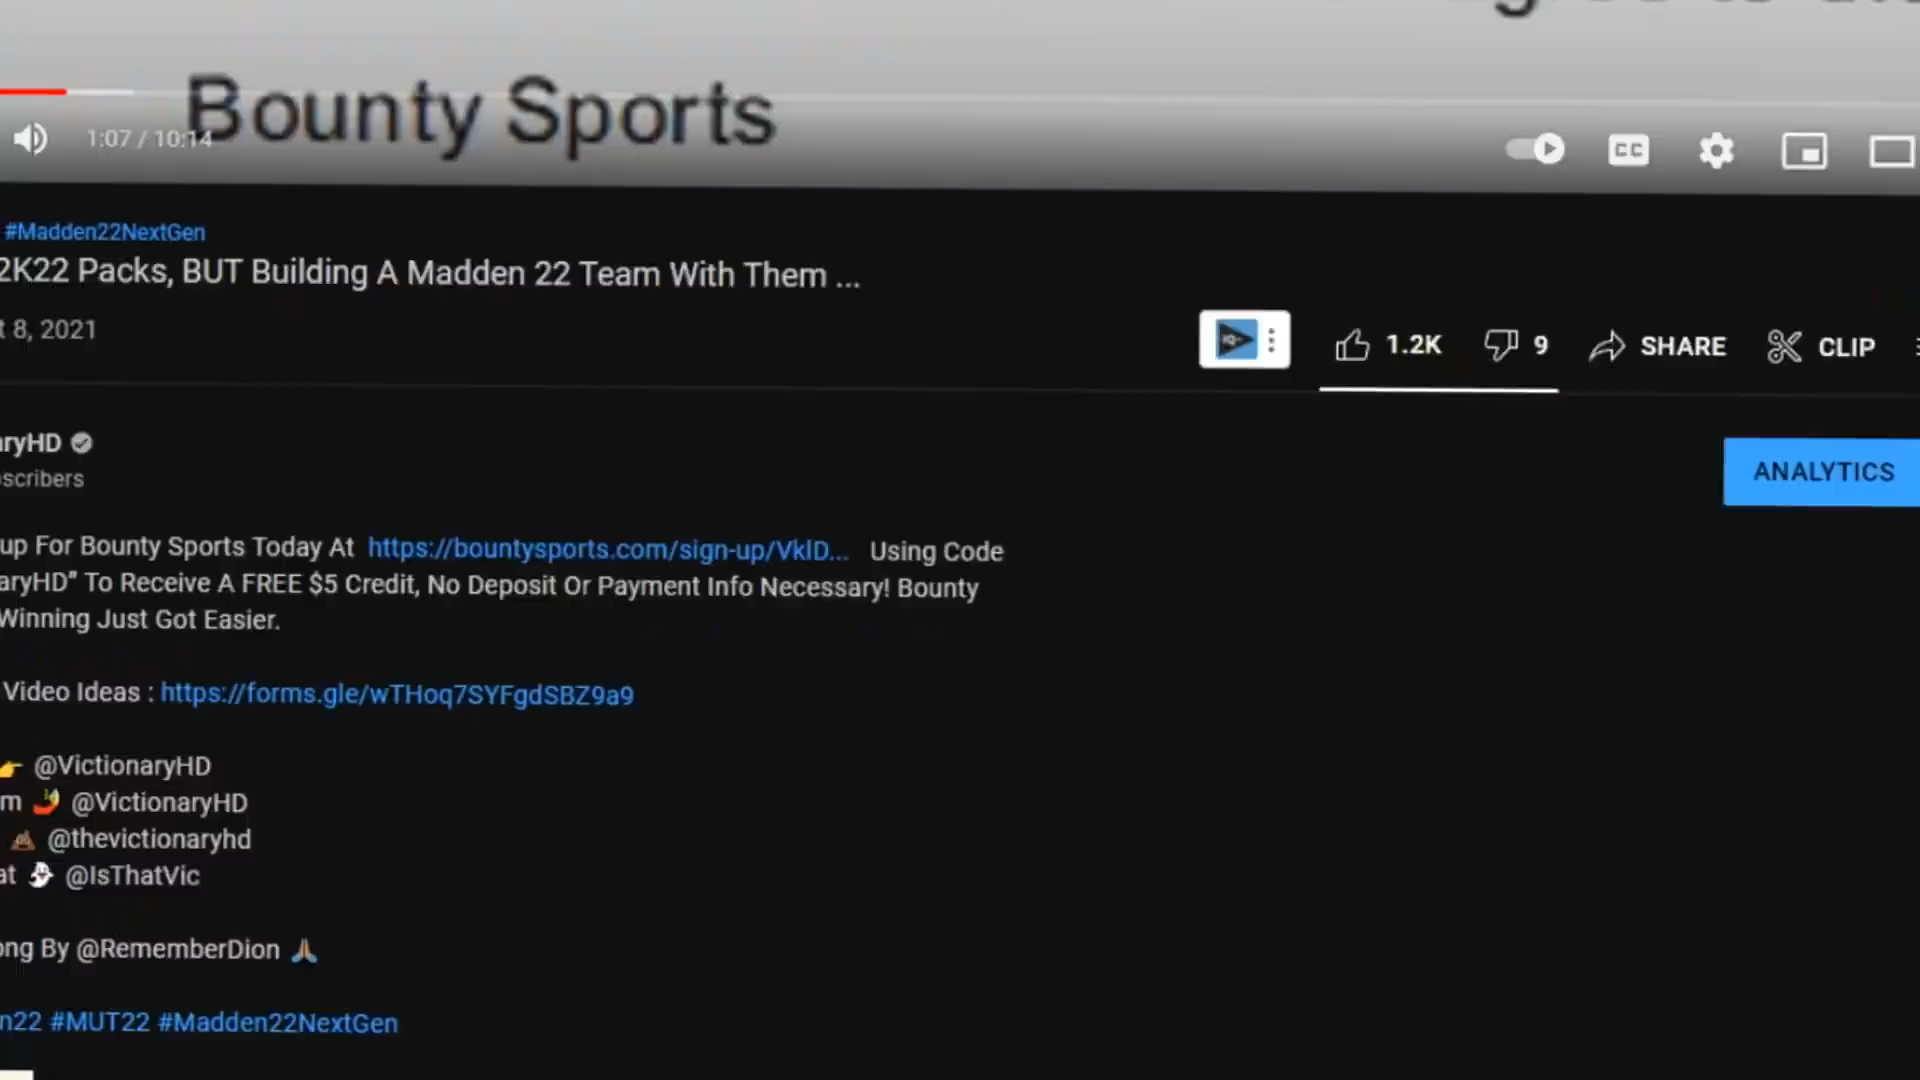 Bounty Sports
1:07 / 10:14
CC
#Madden22NextGen
2K22 Packs, BUT Building A Madden 22 Team With Them ...
t 8, 2021
1.2K
9
SHARE
CLIP
aryHD
scribers
ANALYTICS
up For Bounty Sports Today At https://bountysports.com/sign-up/VklD... Using Code
aryHD" To Receive A FREE $5 Credit, No Deposit Or Payment Info Necessary! Bounty
Winning Just Got Easier.
Video Ideas : https://forms.gle/wTHoq7SYFgdSBZ9a9
@VictionaryHD
m @VictionaryHD
@thevictionaryhd
at @IsThatVic
ong By @RememberDion
n22 #MUT22 #Madden22NextGen